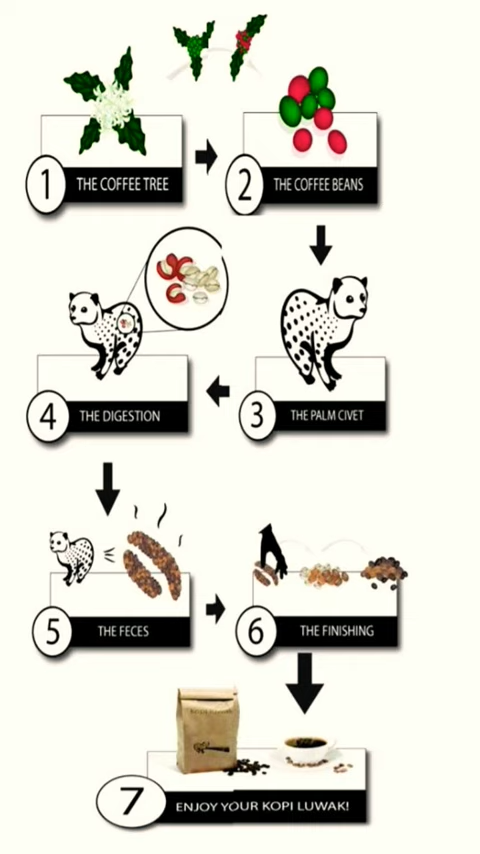 1 THE COFFEE TREE
2 THE COFFEE BEANS
3 THE PALM CIVET
4 THE DIGESTION
5 THE FECES
6 THE FINISHING
7 ENJOY YOUR KOPI LUWAK!